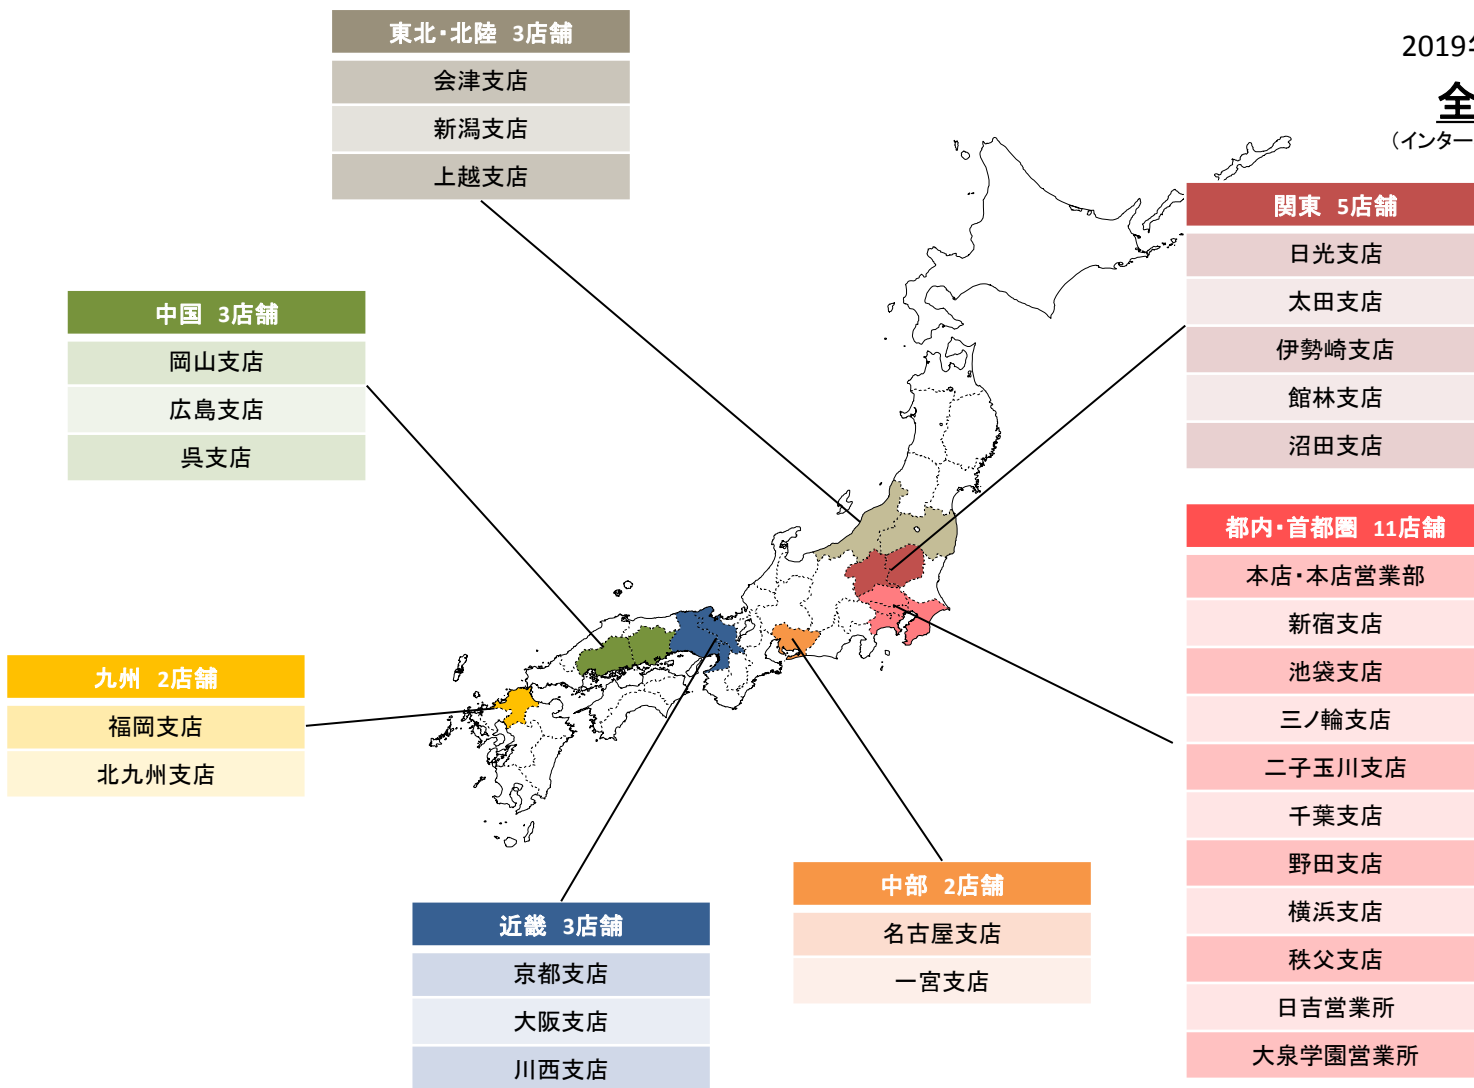 東北・北陸 3店舗
会津支店
新潟支店
上越支店
2019年
全
（インター
関東 5店舗
日光支店
太田支店
伊勢崎支店
館林支店
沼田支店
中国 3店舗
岡山支店
広島支店
呉支店
都内・首都圏 11店舗
本店・本店営業部
新宿支店
池袋支店
三ノ輪支店
二子玉川支店
千葉支店
野田支店
横浜支店
秩父支店
日吉営業所
大泉学園営業所
九州 2店舗
福岡支店
北九州支店
中部 2店舗
名古屋支店
一宮支店
近畿 3店舗
京都支店
大阪支店
川西支店